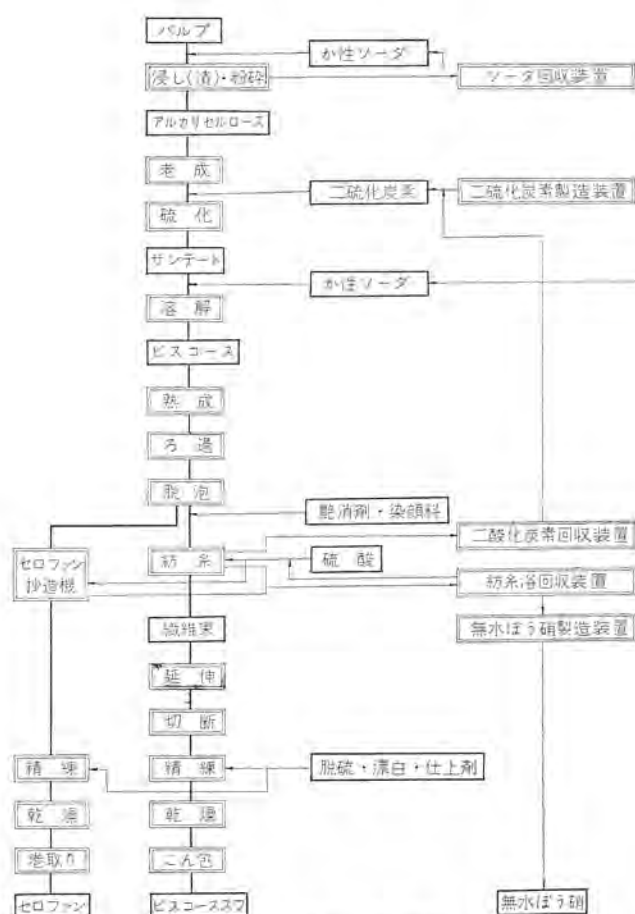 パルプ
か性ソーダ
浸し(漬)・粉砕
ソーダ回収装置
アルカリセルロース
老成
二硫化炭素
二硫化炭素製造装置
硫化
サンテート
か性ソーダ
溶解
ビスコース
熟成
ろ過
脱泡
艶消剤・染顔料
二酸化炭素回収装置
セロファン
抄造機
紡糸
硫酸
紡糸浴回収装置
無水ぼう硝製造装置
繊維束
延伸
切断
精練
精練
脱硫・漂白・仕上剤
乾燥
乾燥
巻取り
こん包
セロファン
ビスコーススフ
無水ぼう硝